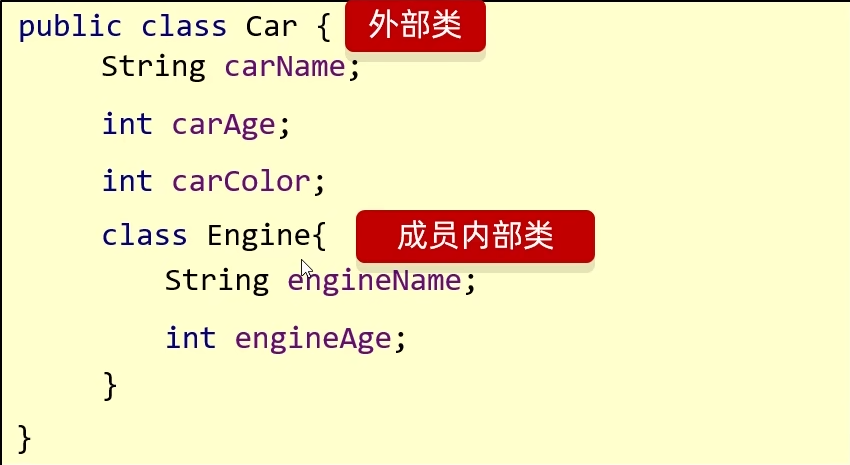 public class Car { 外部类
String carName;
int carAge;
int carColor;
class Engine{ 成员内部类
String engineName;
int engineAge;
}
}